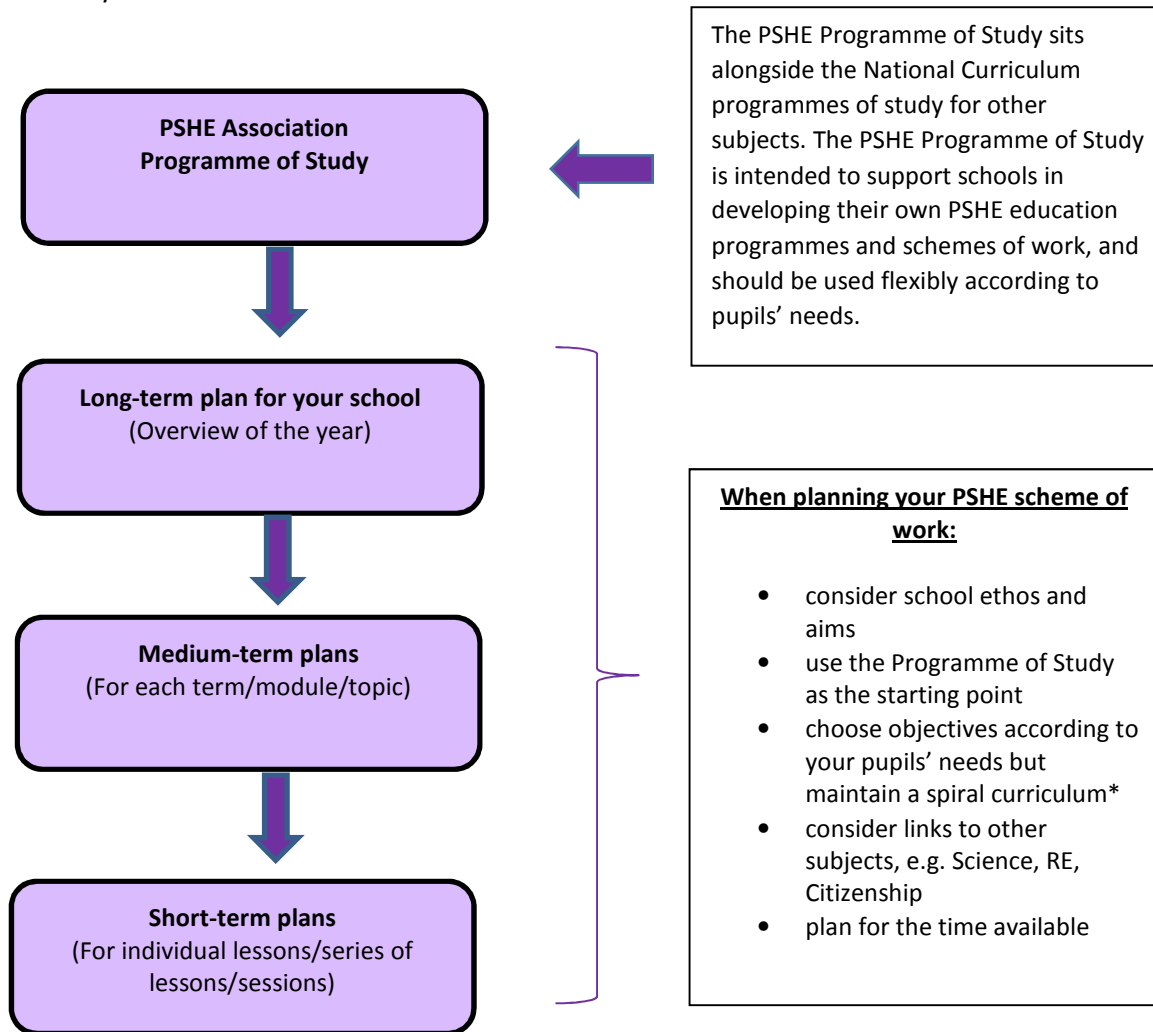 PSHE Association
Programme of Study
The PSHE Programme of Study sits
alongside the National Curriculum
programmes of study for other
subjects. The PSHE Programme of Study
is intended to support schools in
developing their own PSHE education
programmes and schemes of work, and
should be used flexibly according to
pupils’ needs.
Long-term plan for your school
(Overview of the year)
Medium-term plans
(For each term/module/topic)
Short-term plans
(For individual lessons/series of
lessons/sessions)
When planning your PSHE scheme of
work:
• consider school ethos and
aims
• use the Programme of Study
as the starting point
• choose objectives according to
your pupils’ needs but
maintain a spiral curriculum*
• consider links to other
subjects, e.g. Science, RE,
Citizenship
• plan for the time available